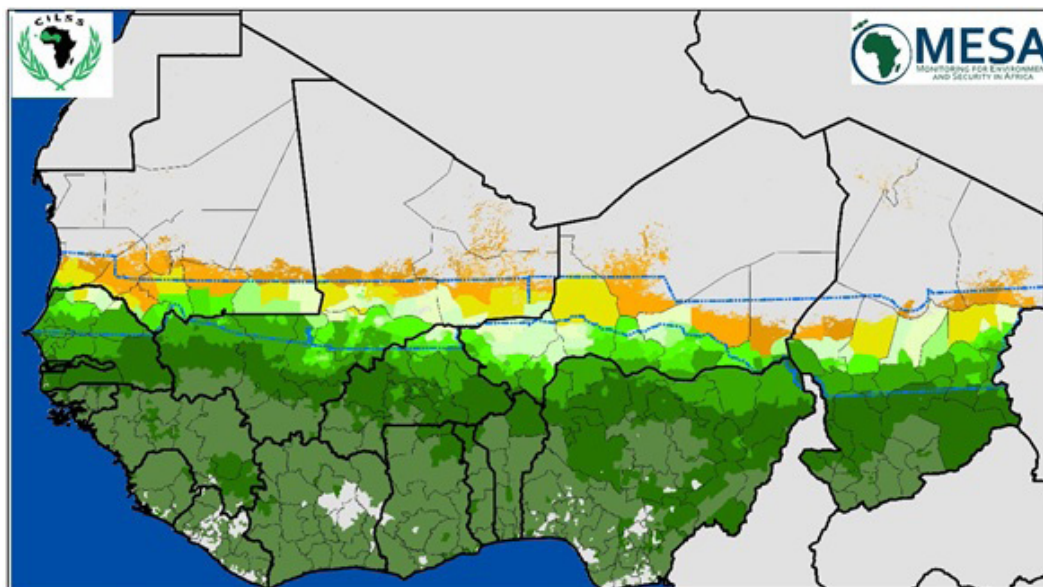 CILSS
MESA
MONITORING FOR ENVIRONMENT
AND SECURITY IN AFRICA